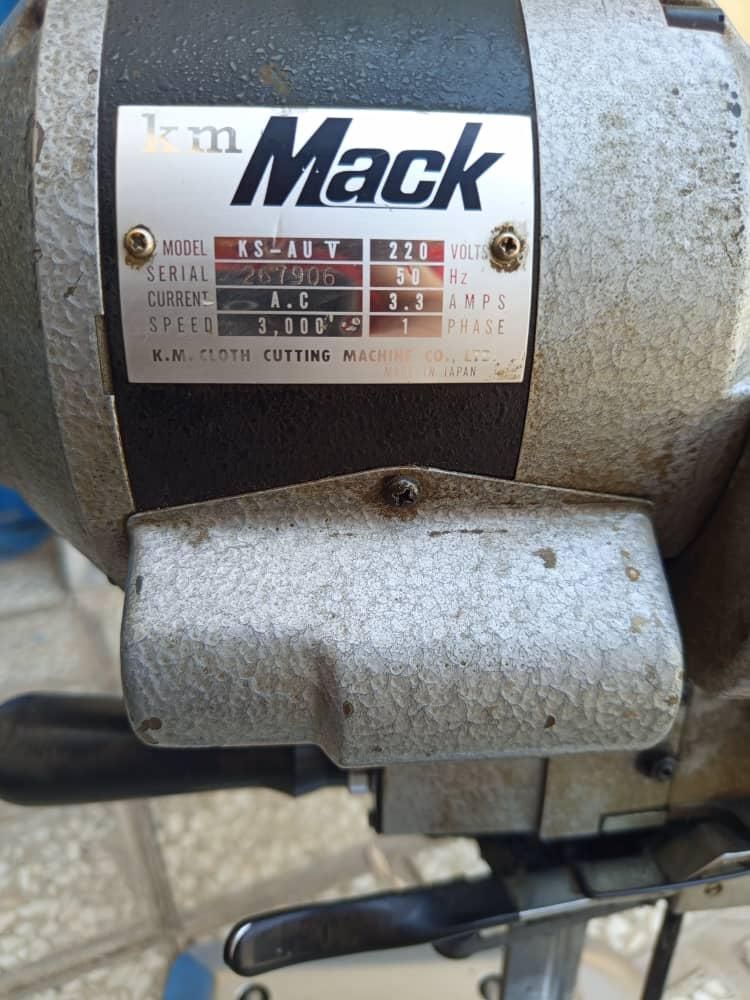 km Mack
MODEL KS-AU V 220 VOLTS
SERIAL 267906 50 Hz
CURRENT A.C 3.3 AMPS
SPEED 3,000 1 PHASE
K.M. CLOTH CUTTING MACHINE CO., LTD.
MADE IN JAPAN